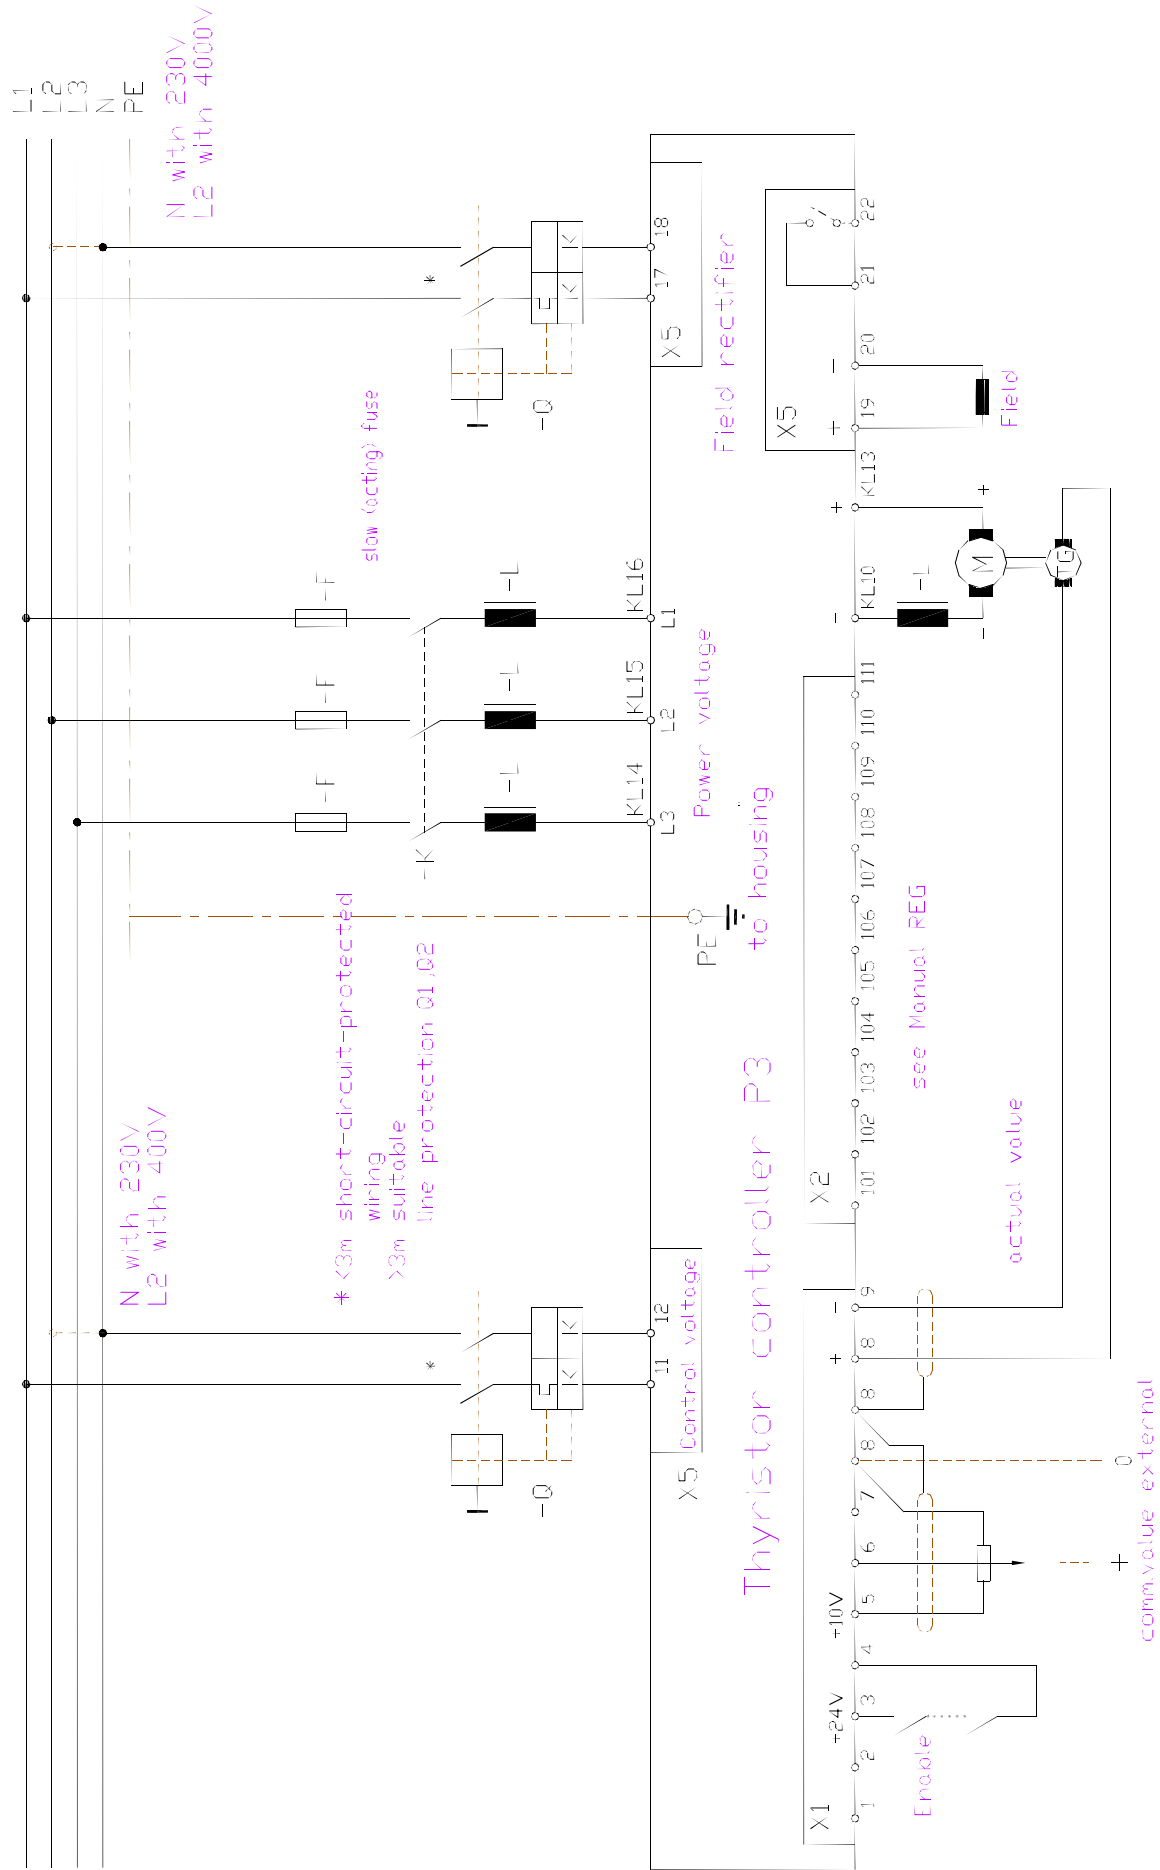 L1
L2
L3
N
PE
N with 230V
L2 with 400V
N with 230V
L2 with 4000V
* <3m short-circuit-protected
wiring
>3m suitable
line protection Q1,Q2
-F
-F
-F
slow (acting) fuse
*
*
-K
-Q
-L
-L
-L
-Q
K
K
K
K
11
12
KL14
KL15
KL16
17
18
L3
L2
L1
X5
Control voltage
PE
to housing
Power voltage
X5
Field rectifier
Thyristor controller P3
X1
X2
X5
+24V
+10V
+
-
-
+
+
-
1
2
3
4
5
6
7
8
8
8
9
101
102
103
104
105
106
107
108
109
110
111
KL10
KL13
19
20
21
22
Enable
see Manual REG
-L
-
+
M
TG
Field
actual value
+
0
comm.value external